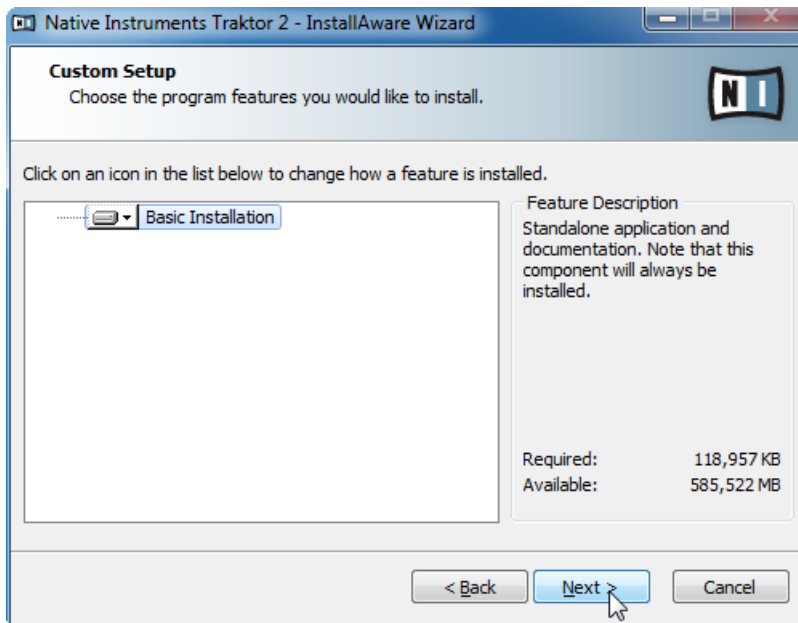 Native Instruments Traktor 2 - InstallAware Wizard
Custom Setup
Choose the program features you would like to install.
N I
Click on an icon in the list below to change how a feature is installed.
Basic Installation
Feature Description
Standalone application and
documentation. Note that this
component will always be
installed.
Required: 118,957 KB
Available: 585,522 MB
< Back
Next >
Cancel